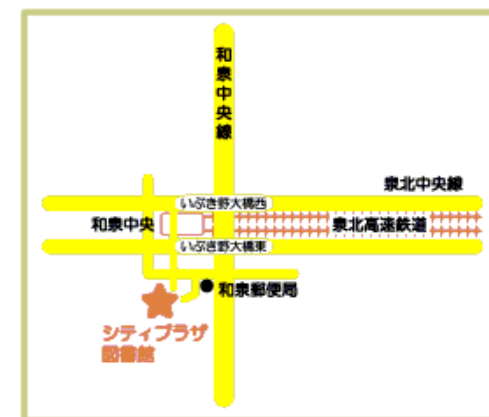 和泉中央線
泉北中央線
いぶき野大橋西
和泉中央
泉北高速鉄道
いぶき野大橋東
和泉郵便局
シティプラザ
図書館